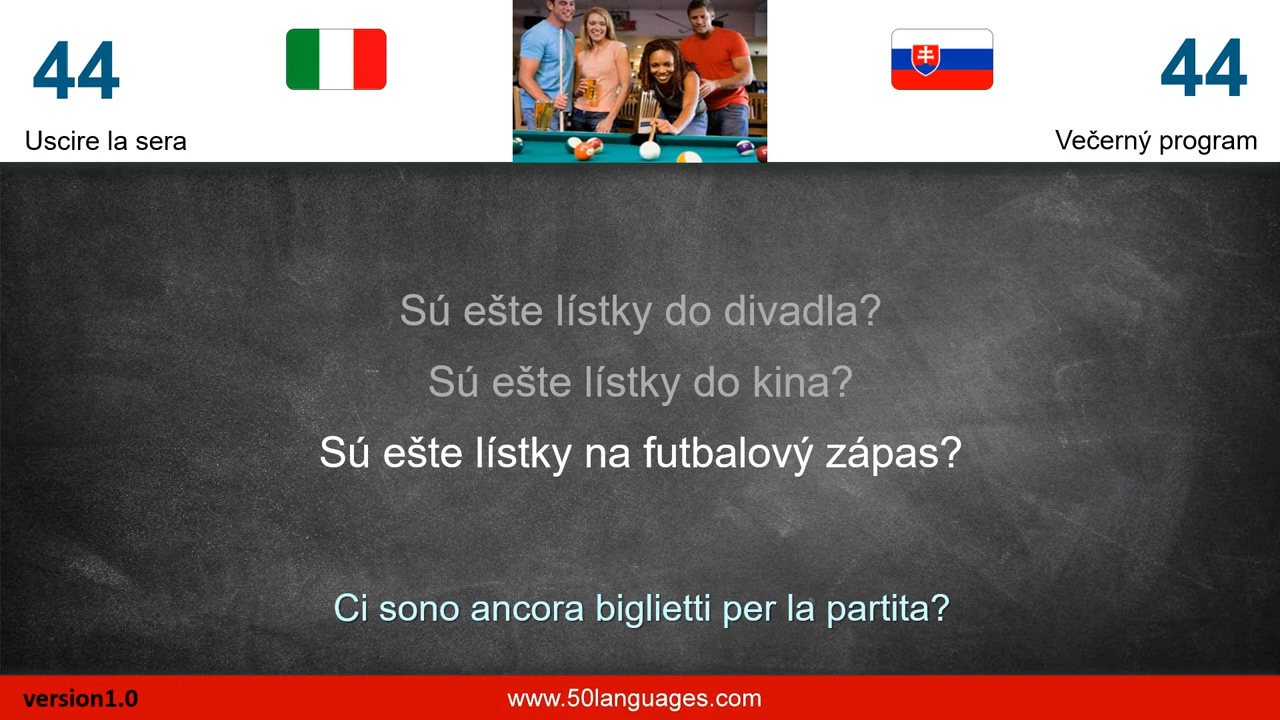 44
44
Uscire la sera
Večerný program
Sú ešte lístky do divadla?
Sú ešte lístky do kina?
Sú ešte lístky na futbalový zápas?
Ci sono ancora biglietti per la partita?
version1.0
www.50languages.com